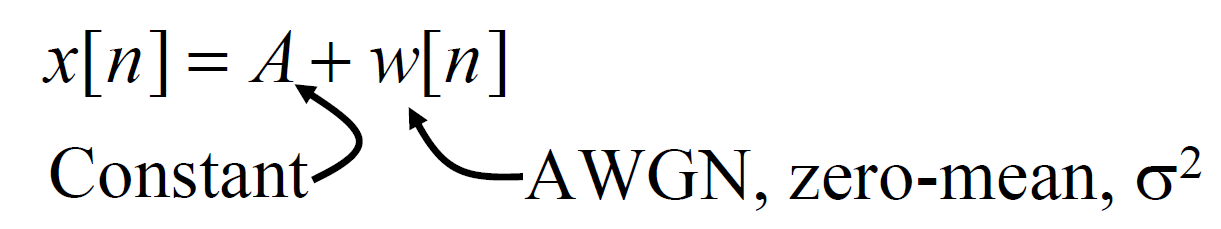 x[n] = A + w[n]
Constant
AWGN, zero-mean, σ²